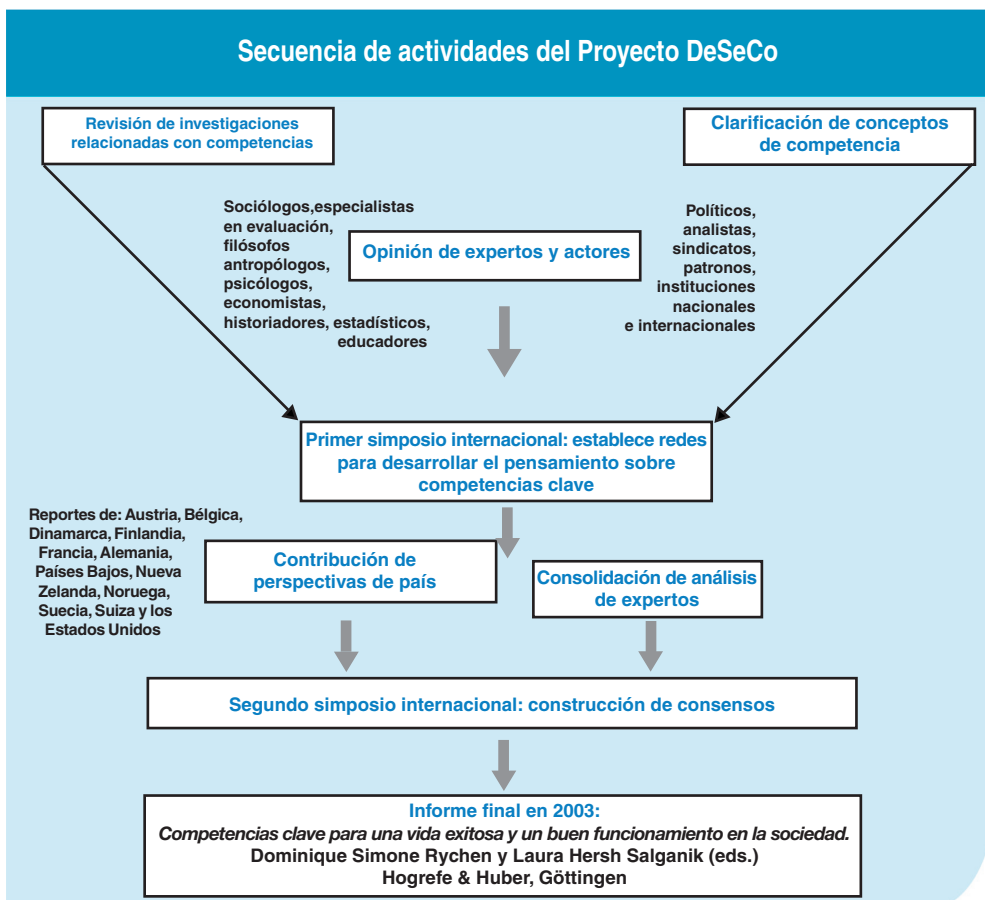 Secuencia de actividades del Proyecto DeSeCo
Revisión de investigaciones
relacionadas con competencias
Clarificación de conceptos
de competencia
Sociólogos,especialistas
en evaluación,
filósofos
antropólogos,
psicólogos,
economistas,
historiadores, estadísticos,
educadores
Opinión de expertos y actores
Políticos,
analistas,
sindicatos,
patronos,
instituciones
nacionales
e internacionales
Primer simposio internacional: establece redes
para desarrollar el pensamiento sobre
competencias clave
Reportes de: Austria, Bélgica,
Dinamarca, Finlandia,
Francia, Alemania,
Países Bajos, Nueva
Zelanda, Noruega,
Suecia, Suiza y los
Estados Unidos
Contribución de
perspectivas de país
Consolidación de análisis
de expertos
Segundo simposio internacional: construcción de consensos
Informe final en 2003:
Competencias clave para una vida exitosa y un buen funcionamiento en la sociedad.
Dominique Simone Rychen y Laura Hersh Salganik (eds.)
Hogrefe & Huber, Göttingen